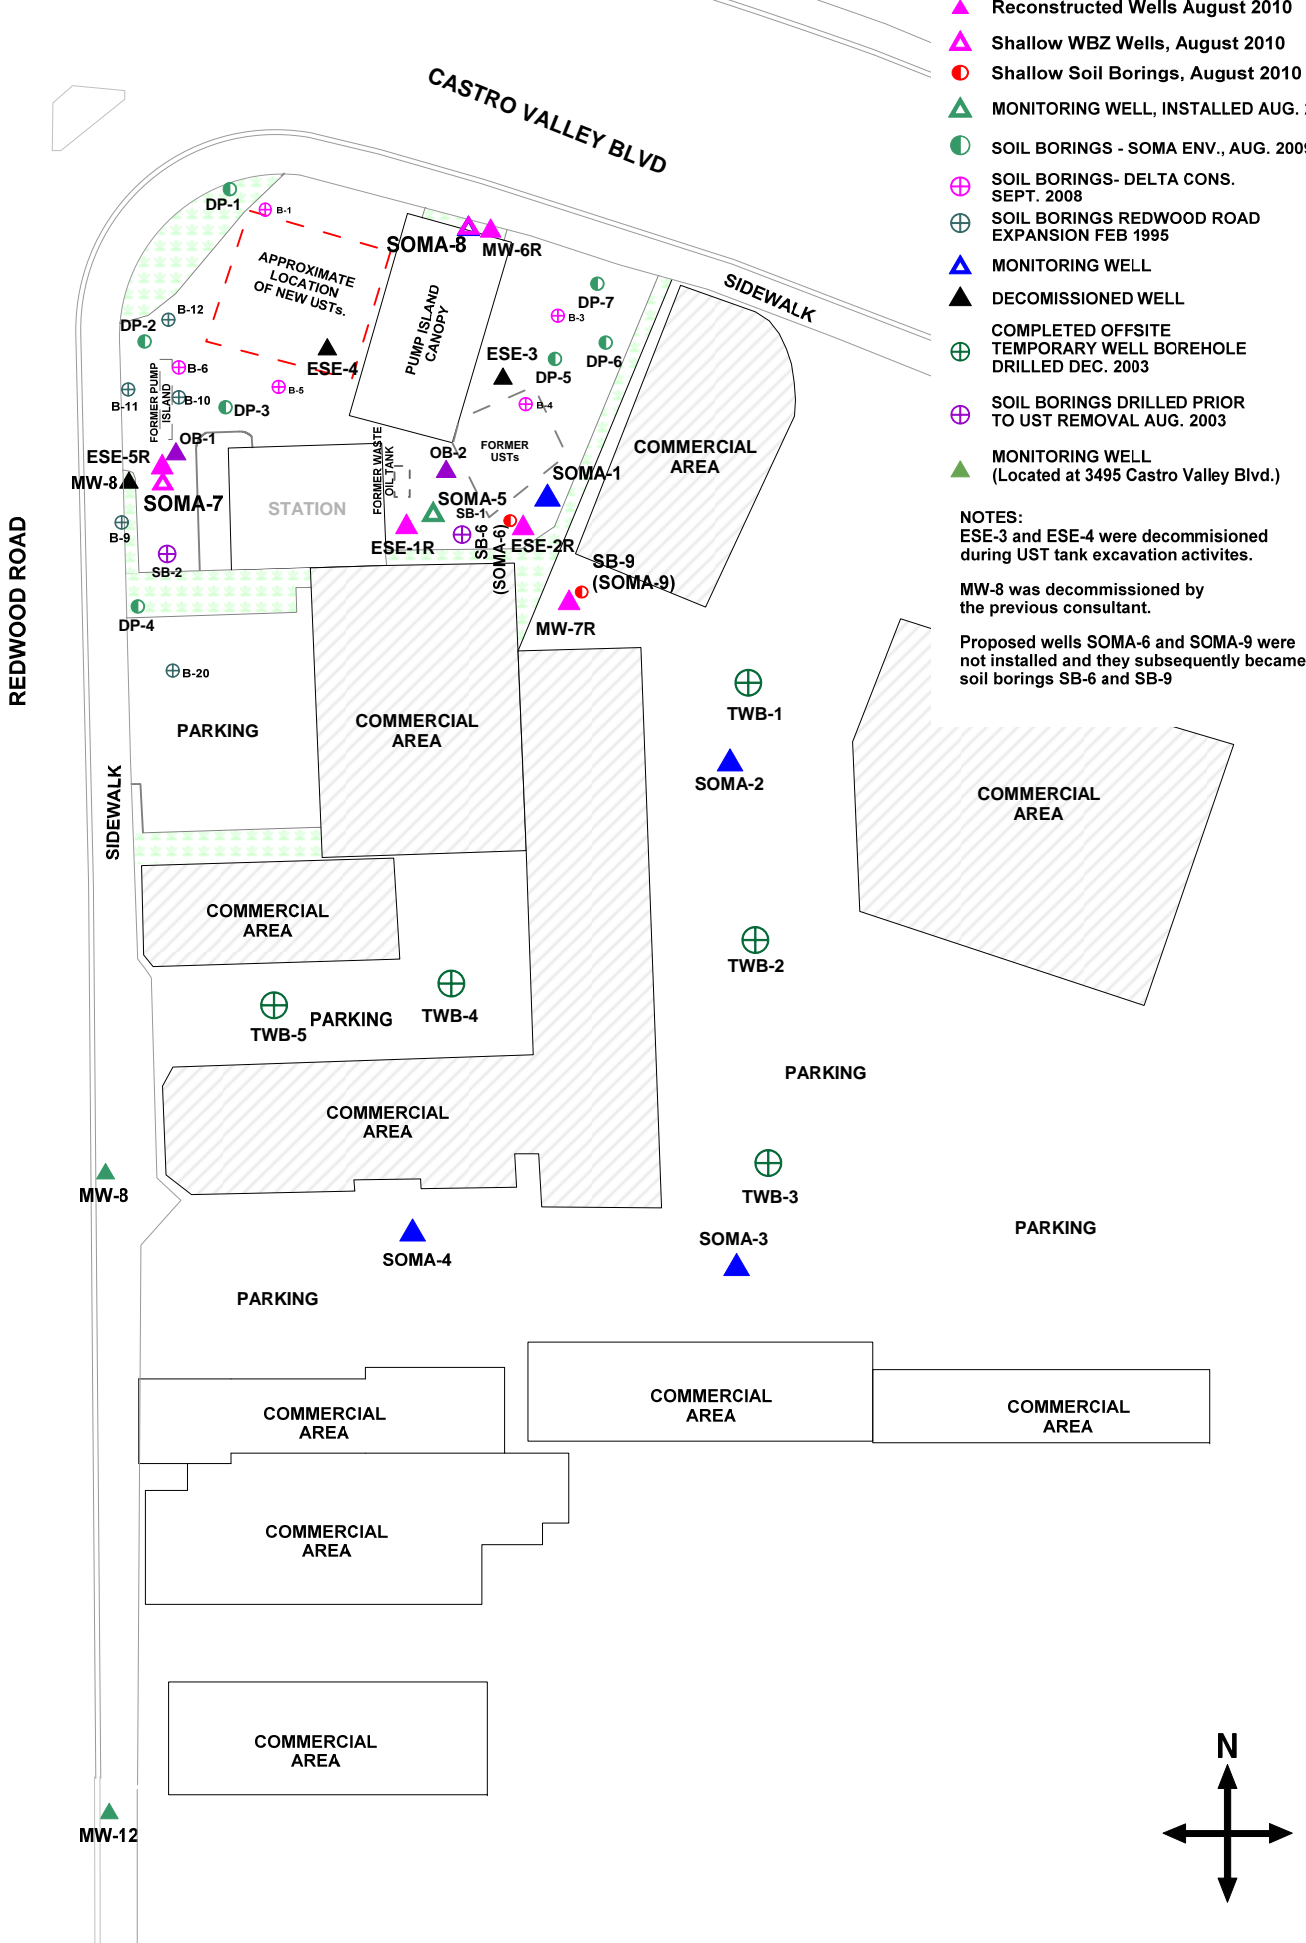 Reconstructed Wells August 2010
Shallow WBZ Wells, August 2010
Shallow Soil Borings, August 2010
MONITORING WELL, INSTALLED AUG.
SOIL BORINGS - SOMA ENV., AUG. 2009
SOIL BORINGS- DELTA CONS.
SEPT. 2008
SOIL BORINGS REDWOOD ROAD
EXPANSION FEB 1995
MONITORING WELL
DECOMISSIONED WELL
COMPLETED OFFSITE
TEMPORARY WELL BOREHOLE
DRILLED DEC. 2003
SOIL BORINGS DRILLED PRIOR
TO UST REMOVAL AUG. 2003
MONITORING WELL
(Located at 3495 Castro Valley Blvd.)
NOTES:
ESE-3 and ESE-4 were decommisioned
during UST tank excavation activites.
MW-8 was decommissioned by
the previous consultant.
Proposed wells SOMA-6 and SOMA-9 were
not installed and they subsequently became
soil borings SB-6 and SB-9
CASTRO VALLEY BLVD
SIDEWALK
DP-1
B-1
SOMA-8
MW-6R
APPROXIMATE
LOCATION
OF NEW USTs.
PUMP ISLAND
CANOPY
DP-7
B-3
B-12
DP-2
DP-6
ESE-3
DP-5
ESE-4
B-6
B-5
B-10
B-11
DP-3
B-4
FORMER PUMP
ISLAND
OB-1
ESE-5R
MW-8
SOMA-7
FORMER WASTE
OIL TANK
OB-2
FORMER
USTs
SOMA-1
COMMERCIAL
AREA
STATION
SOMA-5
SB-1
ESE-1R
SB-6
(SOMA-6)
ESE-2R
SB-9
(SOMA-9)
B-9
SB-2
DP-4
MW-7R
REDWOOD ROAD
B-20
PARKING
COMMERCIAL
AREA
TWB-1
SOMA-2
COMMERCIAL
AREA
SIDEWALK
COMMERCIAL
AREA
TWB-2
TWB-4
TWB-5
PARKING
PARKING
COMMERCIAL
AREA
MW-8
TWB-3
SOMA-3
SOMA-4
PARKING
PARKING
COMMERCIAL
AREA
COMMERCIAL
AREA
COMMERCIAL
AREA
COMMERCIAL
AREA
COMMERCIAL
AREA
N
MW-12